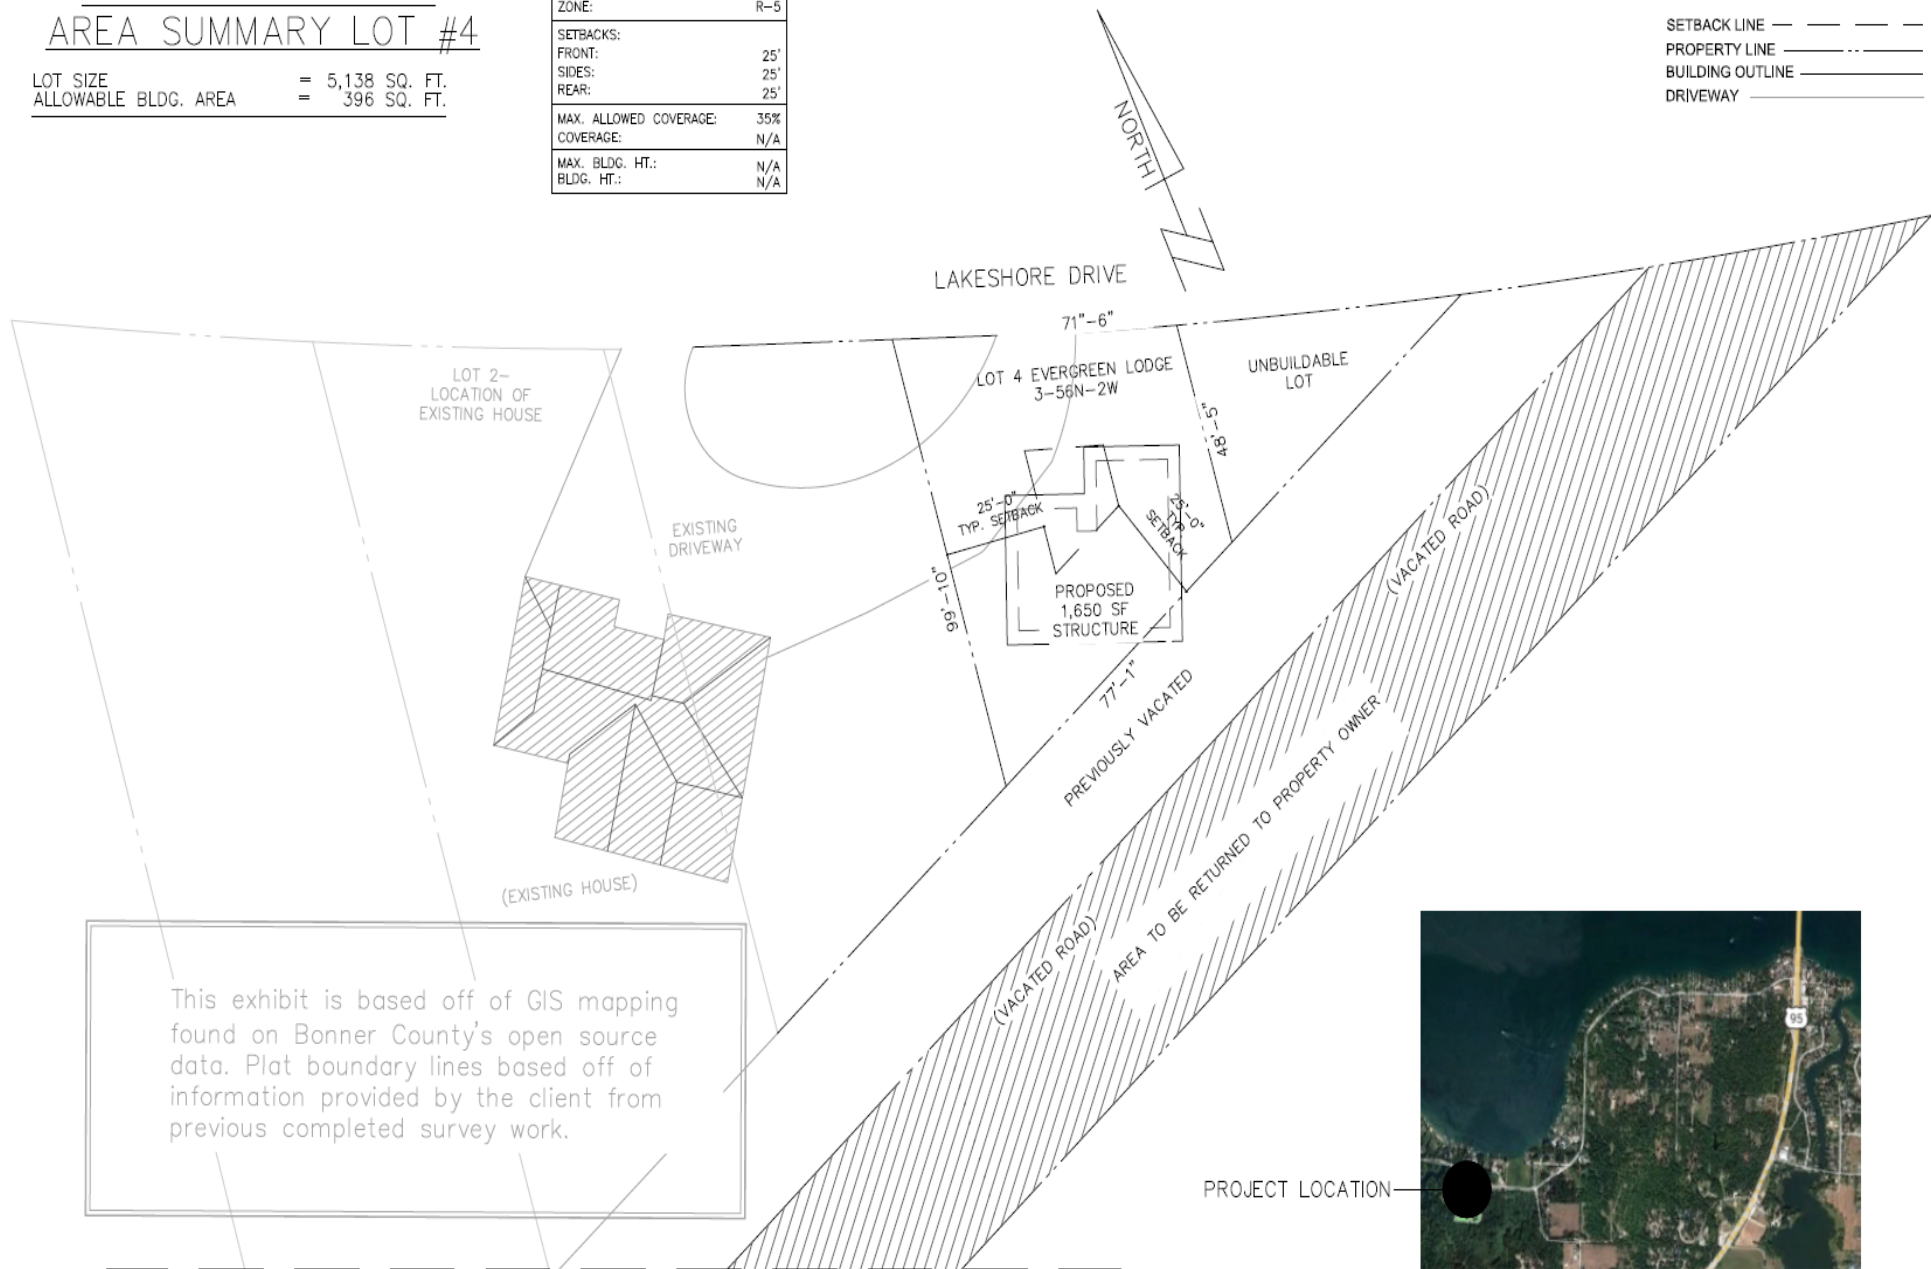 AREA SUMMARY LOT #4
LOT SIZE = 5,138 SQ. FT.
ALLOWABLE BLDG. AREA = 396 SQ. FT.
ZONE: R-5
SETBACKS:
FRONT: 25'
SIDES: 25'
REAR: 25'
MAX. ALLOWED COVERAGE: 35%
COVERAGE: N/A
MAX. BLDG. HT.: N/A
BLDG. HT.: N/A
NORTH
SETBACK LINE
PROPERTY LINE
BUILDING OUTLINE
DRIVEWAY
LAKESHORE DRIVE
71"-6"
LOT 2-
LOCATION OF
EXISTING HOUSE
LOT 4 EVERGREEN LODGE
3-56N-2W
UNBUILDABLE
LOT
48'-5"
25'-0"
TYP. SETBACK
25'-0"
TYP.
SETBACK
EXISTING
DRIVEWAY
99'-10"
PROPOSED
1,650 SF
STRUCTURE
77'-1"
PREVIOUSLY VACATED
(VACATED ROAD)
AREA TO BE RETURNED TO PROPERTY OWNER
(VACATED ROAD)
(EXISTING HOUSE)
This exhibit is based off of GIS mapping
found on Bonner County's open source
data. Plat boundary lines based off of
information provided by the client from
previous completed survey work.
95
PROJECT LOCATION